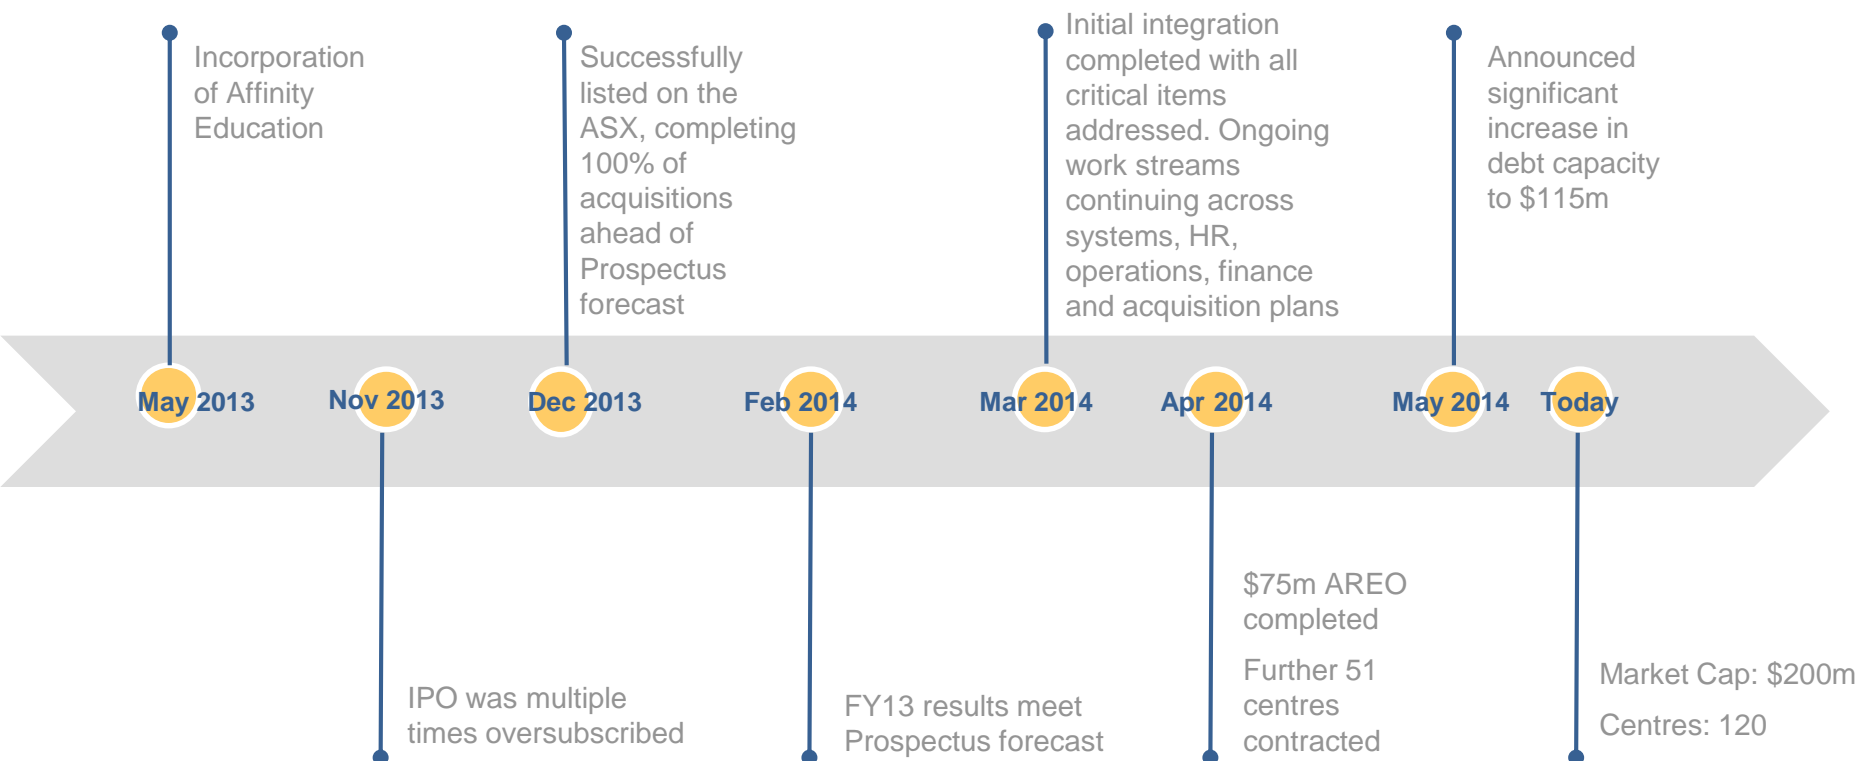 Incorporation
of Affinity
Education
Successfully
listed on the
ASX, completing
100% of
acquisitions
ahead of
Prospectus
forecast
Initial integration
completed with all
critical items
addressed. Ongoing
work streams
continuing across
systems, HR,
operations, finance
and acquisition plans
Announced
significant
increase in
debt capacity
to $115m
May 2013
Nov 2013
Dec 2013
Feb 2014
Mar 2014
Apr 2014
May 2014
Today
IPO was multiple
times oversubscribed
FY13 results meet
Prospectus forecast
$75m AREO
completed
Further 51
centres
contracted
Market Cap: $200m
Centres: 120